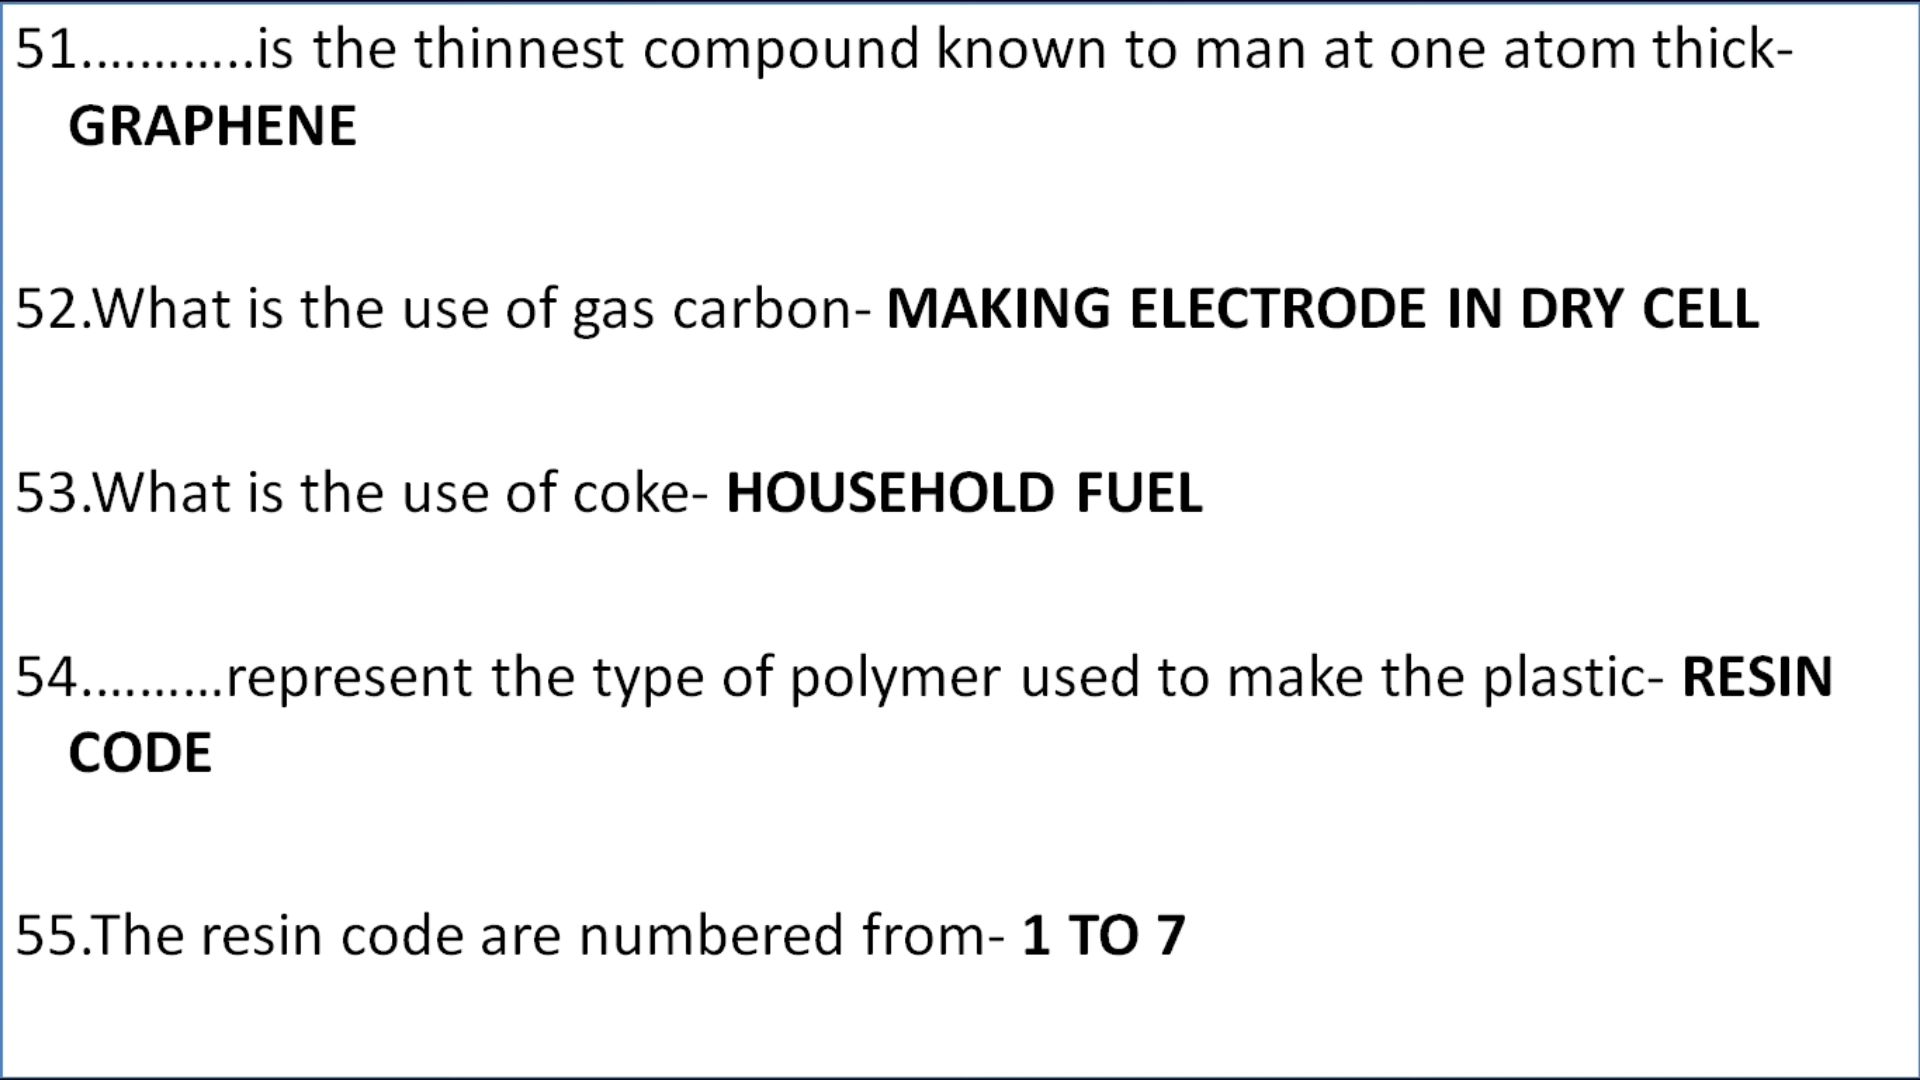 51............is the thinnest compound known to man at one atom thick-
GRAPHENE
52.What is the use of gas carbon- MAKING ELECTRODE IN DRY CELL
53.What is the use of coke- HOUSEHOLD FUEL
54..........represent the type of polymer used to make the plastic- RESIN
CODE
55.The resin code are numbered from- 1 TO 7